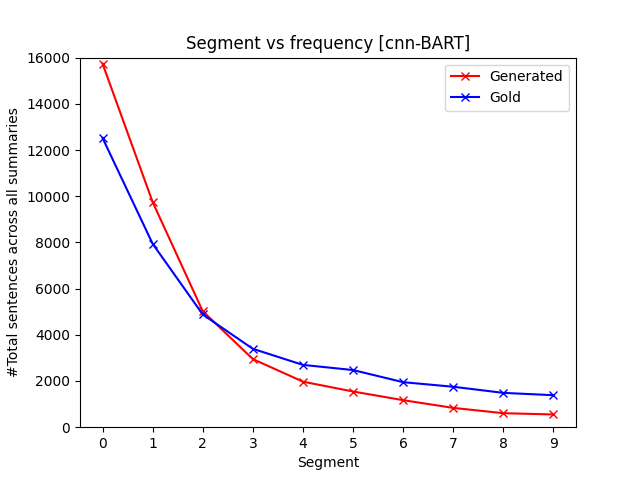 Segment vs frequency [cnn-BART]
Generated
Gold
#Total sentences across all summaries
16000
14000
12000
10000
8000
6000
4000
2000
0
0 1 2 3 4 5 6 7 8 9
Segment